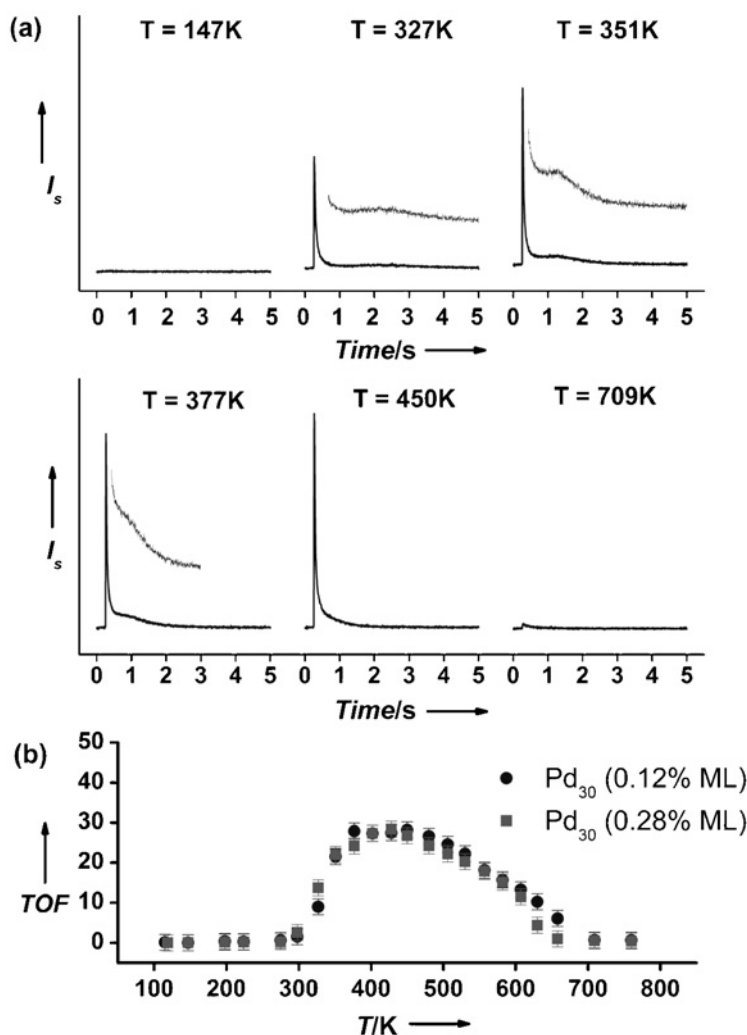 (a)
T = 147K T = 327K T = 351K
I_s
0 1 2 3 4 5 0 1 2 3 4 5 0 1 2 3 4 5
Time/s
T = 377K T = 450K T = 709K
I_s
0 1 2 3 4 5 0 1 2 3 4 5 0 1 2 3 4 5
Time/s
(b)
50
40
30
20
10
0
TOF
Pd₃₀ (0.12% ML)
Pd₃₀ (0.28% ML)
100 200 300 400 500 600 700 800
T/K